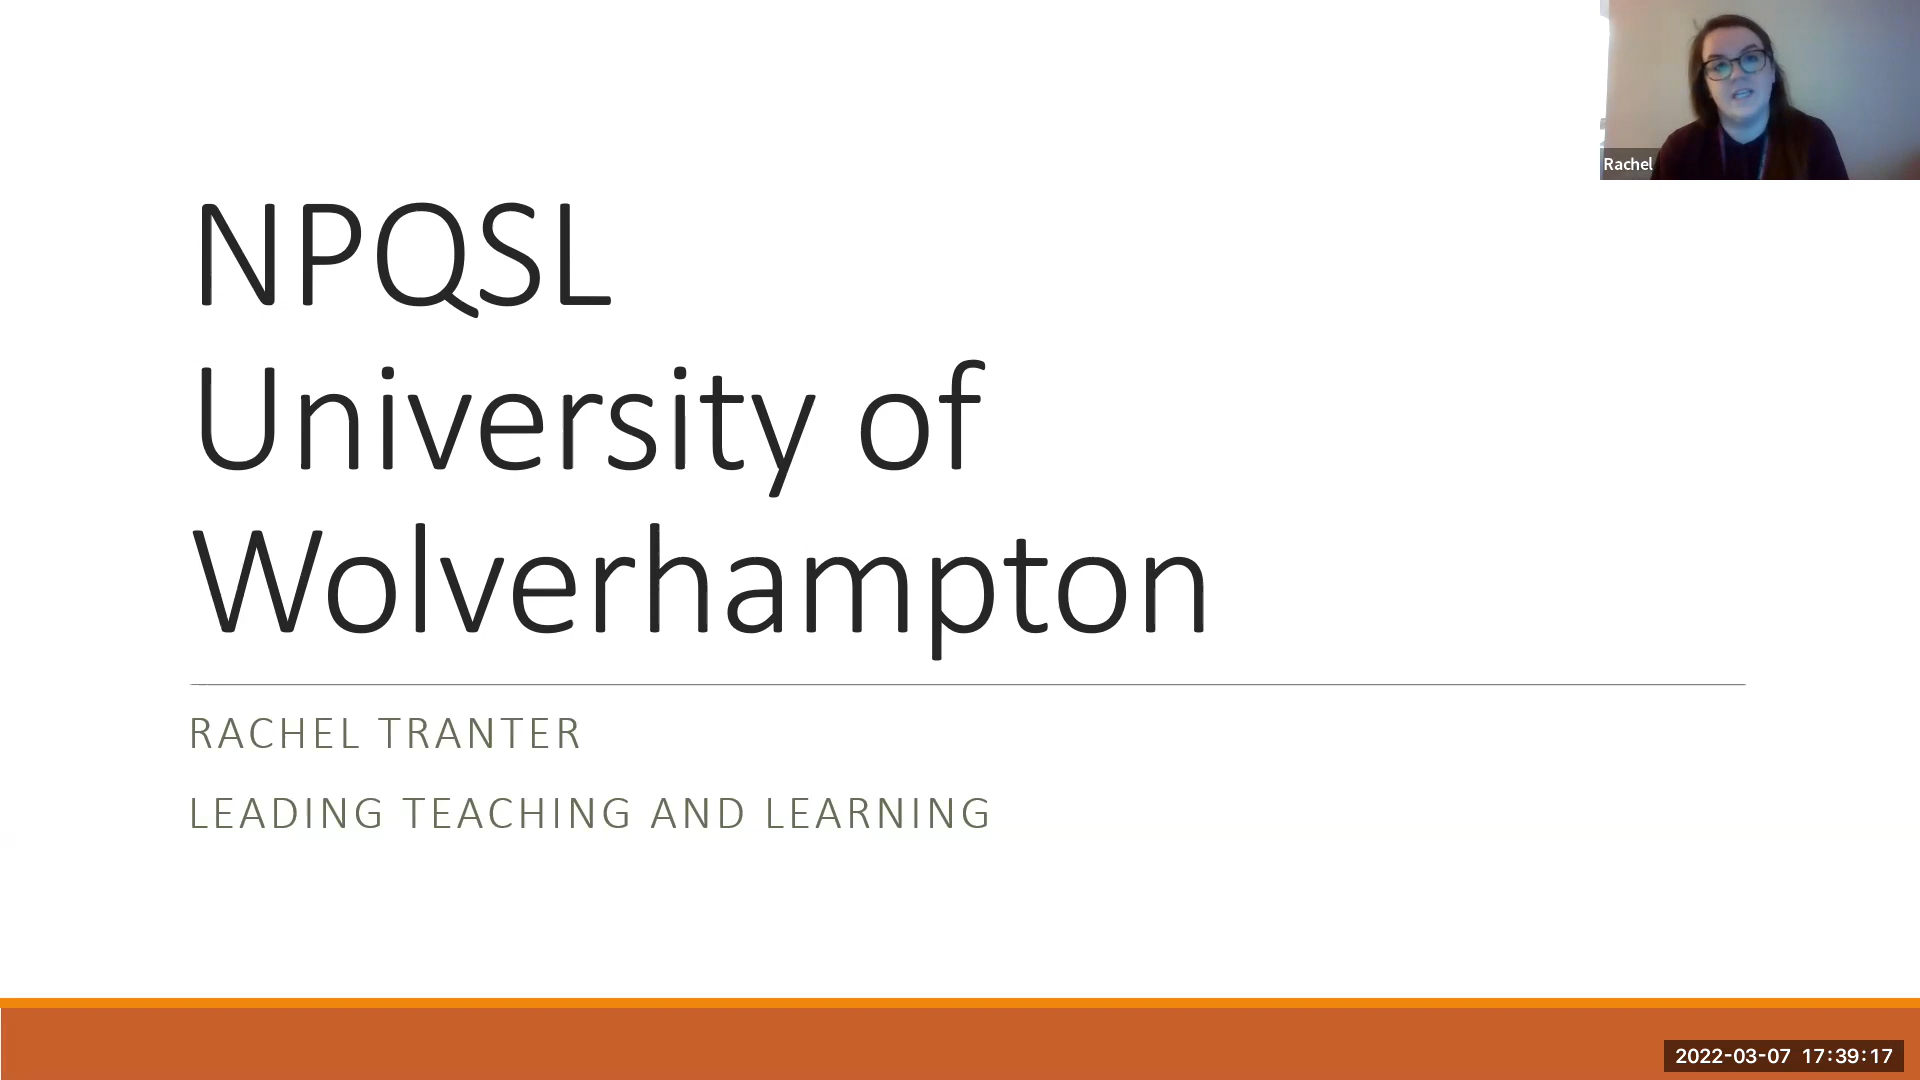 Rachel
NPQSL
University of
Wolverhampton
RACHEL TRANTER
LEADING TEACHING AND LEARNING
2022-03-07 17:39:17